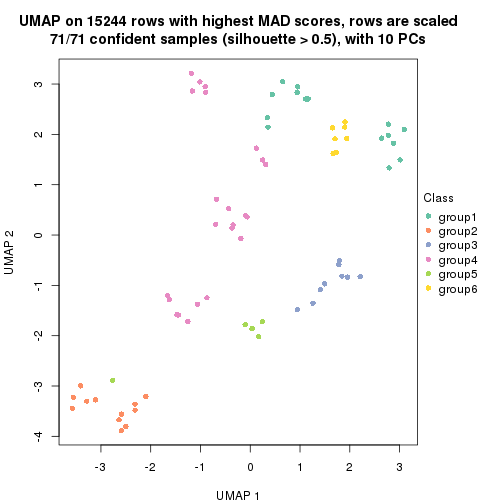 UMAP on 15244 rows with highest MAD scores, rows are scaled
71/71 confident samples (silhouette > 0.5), with 10 PCs
3
2
1
0
-1
-2
-3
-4
UMAP 2
-3
-2
-1
0
1
2
3
UMAP 1
Class
group1
group2
group3
group4
group5
group6